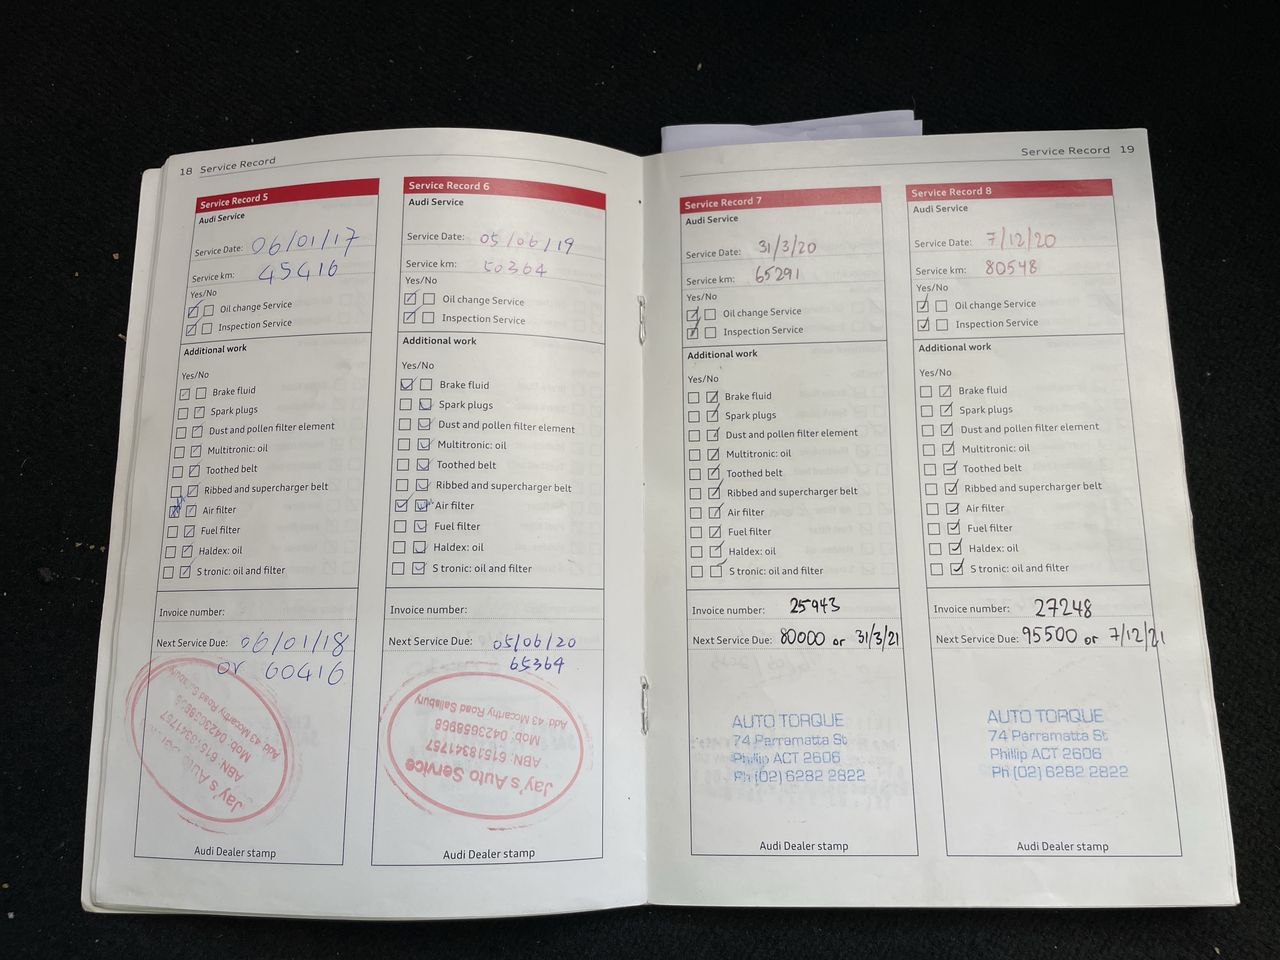 18 Service Record
Service Record 5
Audi Service
Service Date: 06/01/17
Service km: 45416
Yes/No
Oil change Service
Inspection Service
Additional work
Yes/No
Brake fluid
Spark plugs
Dust and pollen filter element
Multitronic: oil
Toothed belt
Ribbed and supercharger belt
Air filter
Fuel filter
Haldex: oil
S tronic: oil and filter
Invoice number:
Next Service Due: 06/01/18
or 60416
Jay's Auto
ABN: 61518341757
Mob: 0423058968
Add: 43 Mccarthy Road Salisbury
Audi Dealer stamp
Service Record 6
Audi Service
Service Date: 05/06/19
Service km: 50364
Yes/No
Oil change Service
Inspection Service
Additional work
Yes/No
Brake fluid
Spark plugs
Dust and pollen filter element
Multitronic: oil
Toothed belt
Ribbed and supercharger belt
Air filter
Fuel filter
Haldex: oil
S tronic: oil and filter
Invoice number:
Next Service Due: 05/06/20
65364
Jay's Auto Service
ABN: 61518341757
Mob: 0423058968
Add: 43 Mccarthy Road Salisbury
Audi Dealer stamp
Service Record 19
Service Record 7
Audi Service
Service Date: 31/3/20
Service km: 65291
Yes/No
Oil change Service
Inspection Service
Additional work
Yes/No
Brake fluid
Spark plugs
Dust and pollen filter element
Multitronic: oil
Toothed belt
Ribbed and supercharger belt
Air filter
Fuel filter
Haldex: oil
S tronic: oil and filter
Invoice number: 25943
Next Service Due: 80000 or 31/3/21
AUTO TORQUE
74 Parramatta St
Phillip ACT 2606
Ph (02) 6282 2822
Audi Dealer stamp
Service Record 8
Audi Service
Service Date: 7/12/20
Service km: 80548
Yes/No
Oil change Service
Inspection Service
Additional work
Yes/No
Brake fluid
Spark plugs
Dust and pollen filter element
Multitronic: oil
Toothed belt
Ribbed and supercharger belt
Air filter
Fuel filter
Haldex: oil
S tronic: oil and filter
Invoice number: 27248
Next Service Due: 95500 or 7/12/21
AUTO TORQUE
74 Parramatta St
Phillip ACT 2606
Ph (02) 6282 2822
Audi Dealer stamp